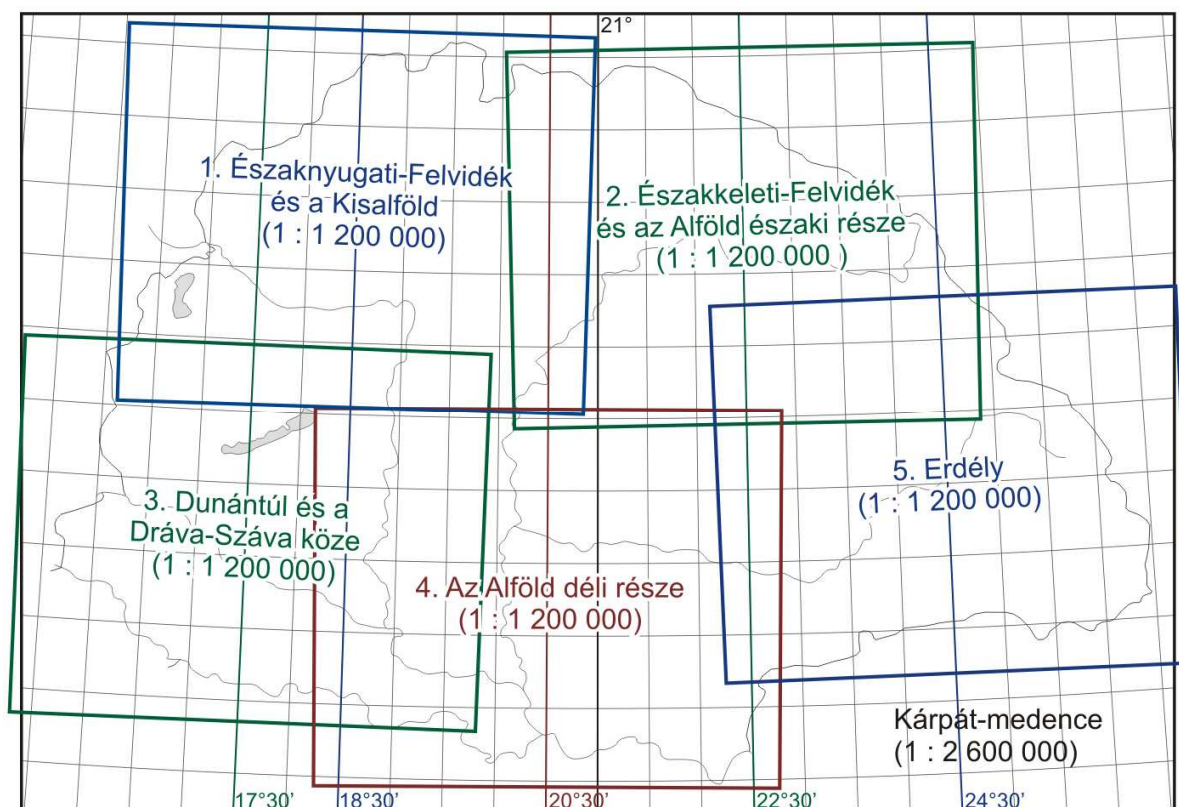 21°
1. Északnyugati-Felvidék
és a Kisalföld
(1 : 1 200 000)
2. Északkeleti-Felvidék
és az Alföld északi része
(1 : 1 200 000 )
3. Dunántúl és a
Dráva-Száva köze
(1 : 1 200 000)
4. Az Alföld déli része
(1 : 1 200 000)
5. Erdély
(1 : 1 200 000)
Kárpát-medence
(1 : 2 600 000)
17°30'
18°30'
20°30'
22°30'
24°30'